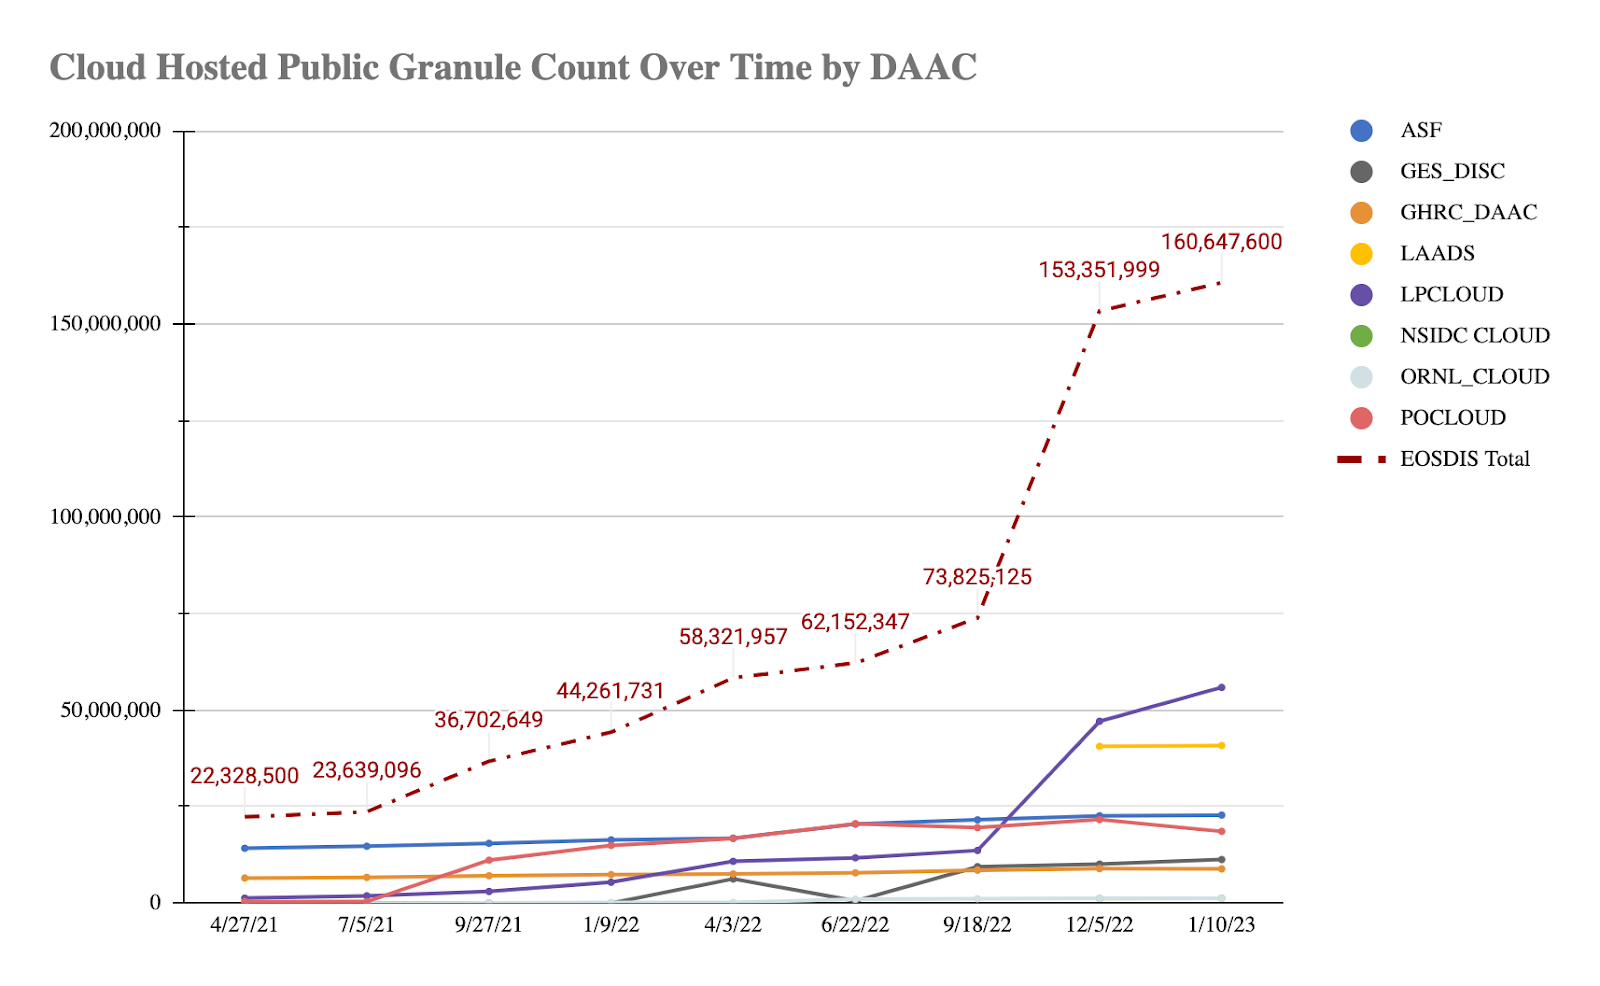 Cloud Hosted Public Granule Count Over Time by DAAC
200,000,000
150,000,000
100,000,000
50,000,000
0
22,328,500
23,639,096
36,702,649
44,261,731
58,321,957
62,152,347
73,825,125
153,351,999
160,647,600
4/27/21
7/5/21
9/27/21
1/9/22
4/3/22
6/22/22
9/18/22
12/5/22
1/10/23
ASF
GES_DISC
GHRC_DAAC
LAADS
LPCLOUD
NSIDC CLOUD
ORNL_CLOUD
POCLOUD
EOSDIS Total